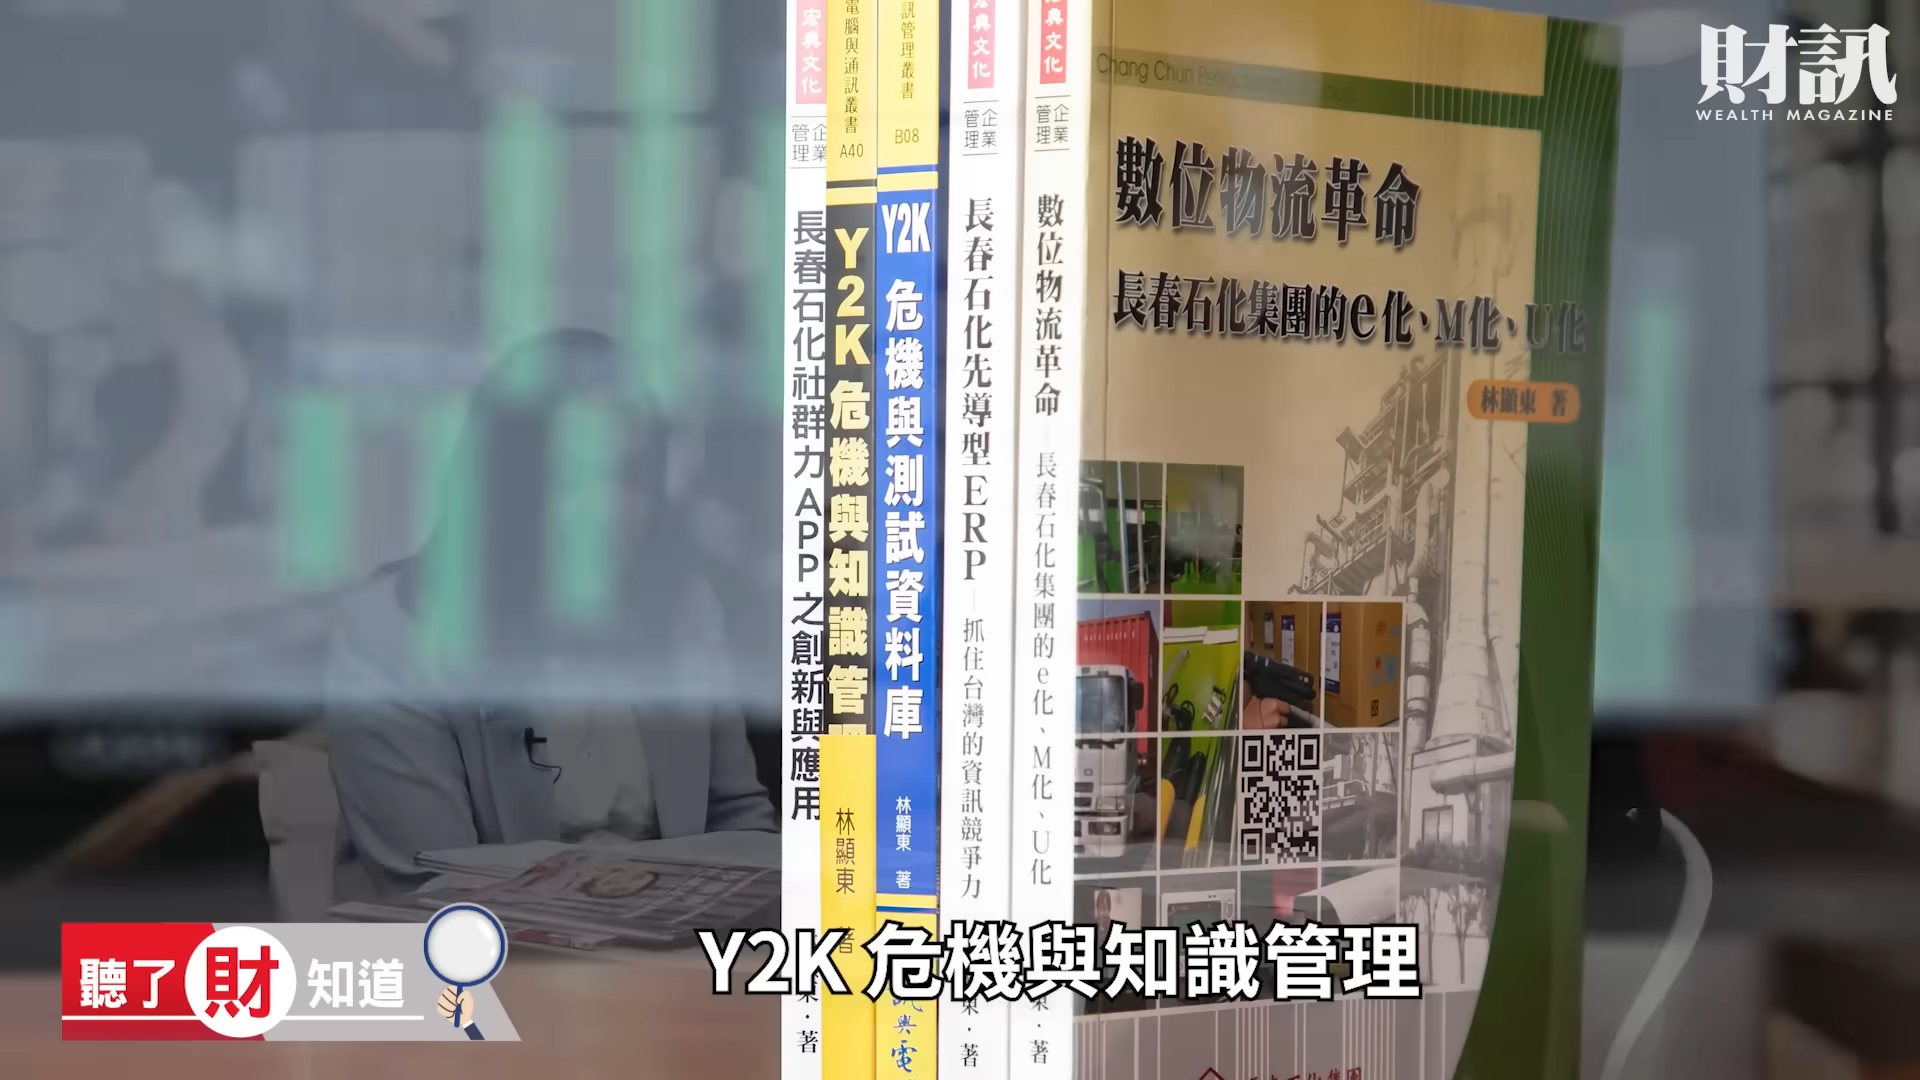 財訊
WEALTH MAGAZINE
宏典文化
企業管理
長春石化社群力APP之創新與應用
著
電腦與通訊叢書
A40
Y2K危機與知識管
林顯東 著
訊管理叢書
B08
Y2K
危機與測試資料庫
林顯東 著
宏典文化
企業管理
長春石化先導型ERP
抓住台灣的資訊競爭力
東·著
典文化
企業管理
數位物流革命
長春石化集團的e化、M化、U化
東·著
Chang Chun
數位物流革命
長春石化集團的e化、M化、U化
林顯東 著
聽了財知道
Y2K 危機與知識管理